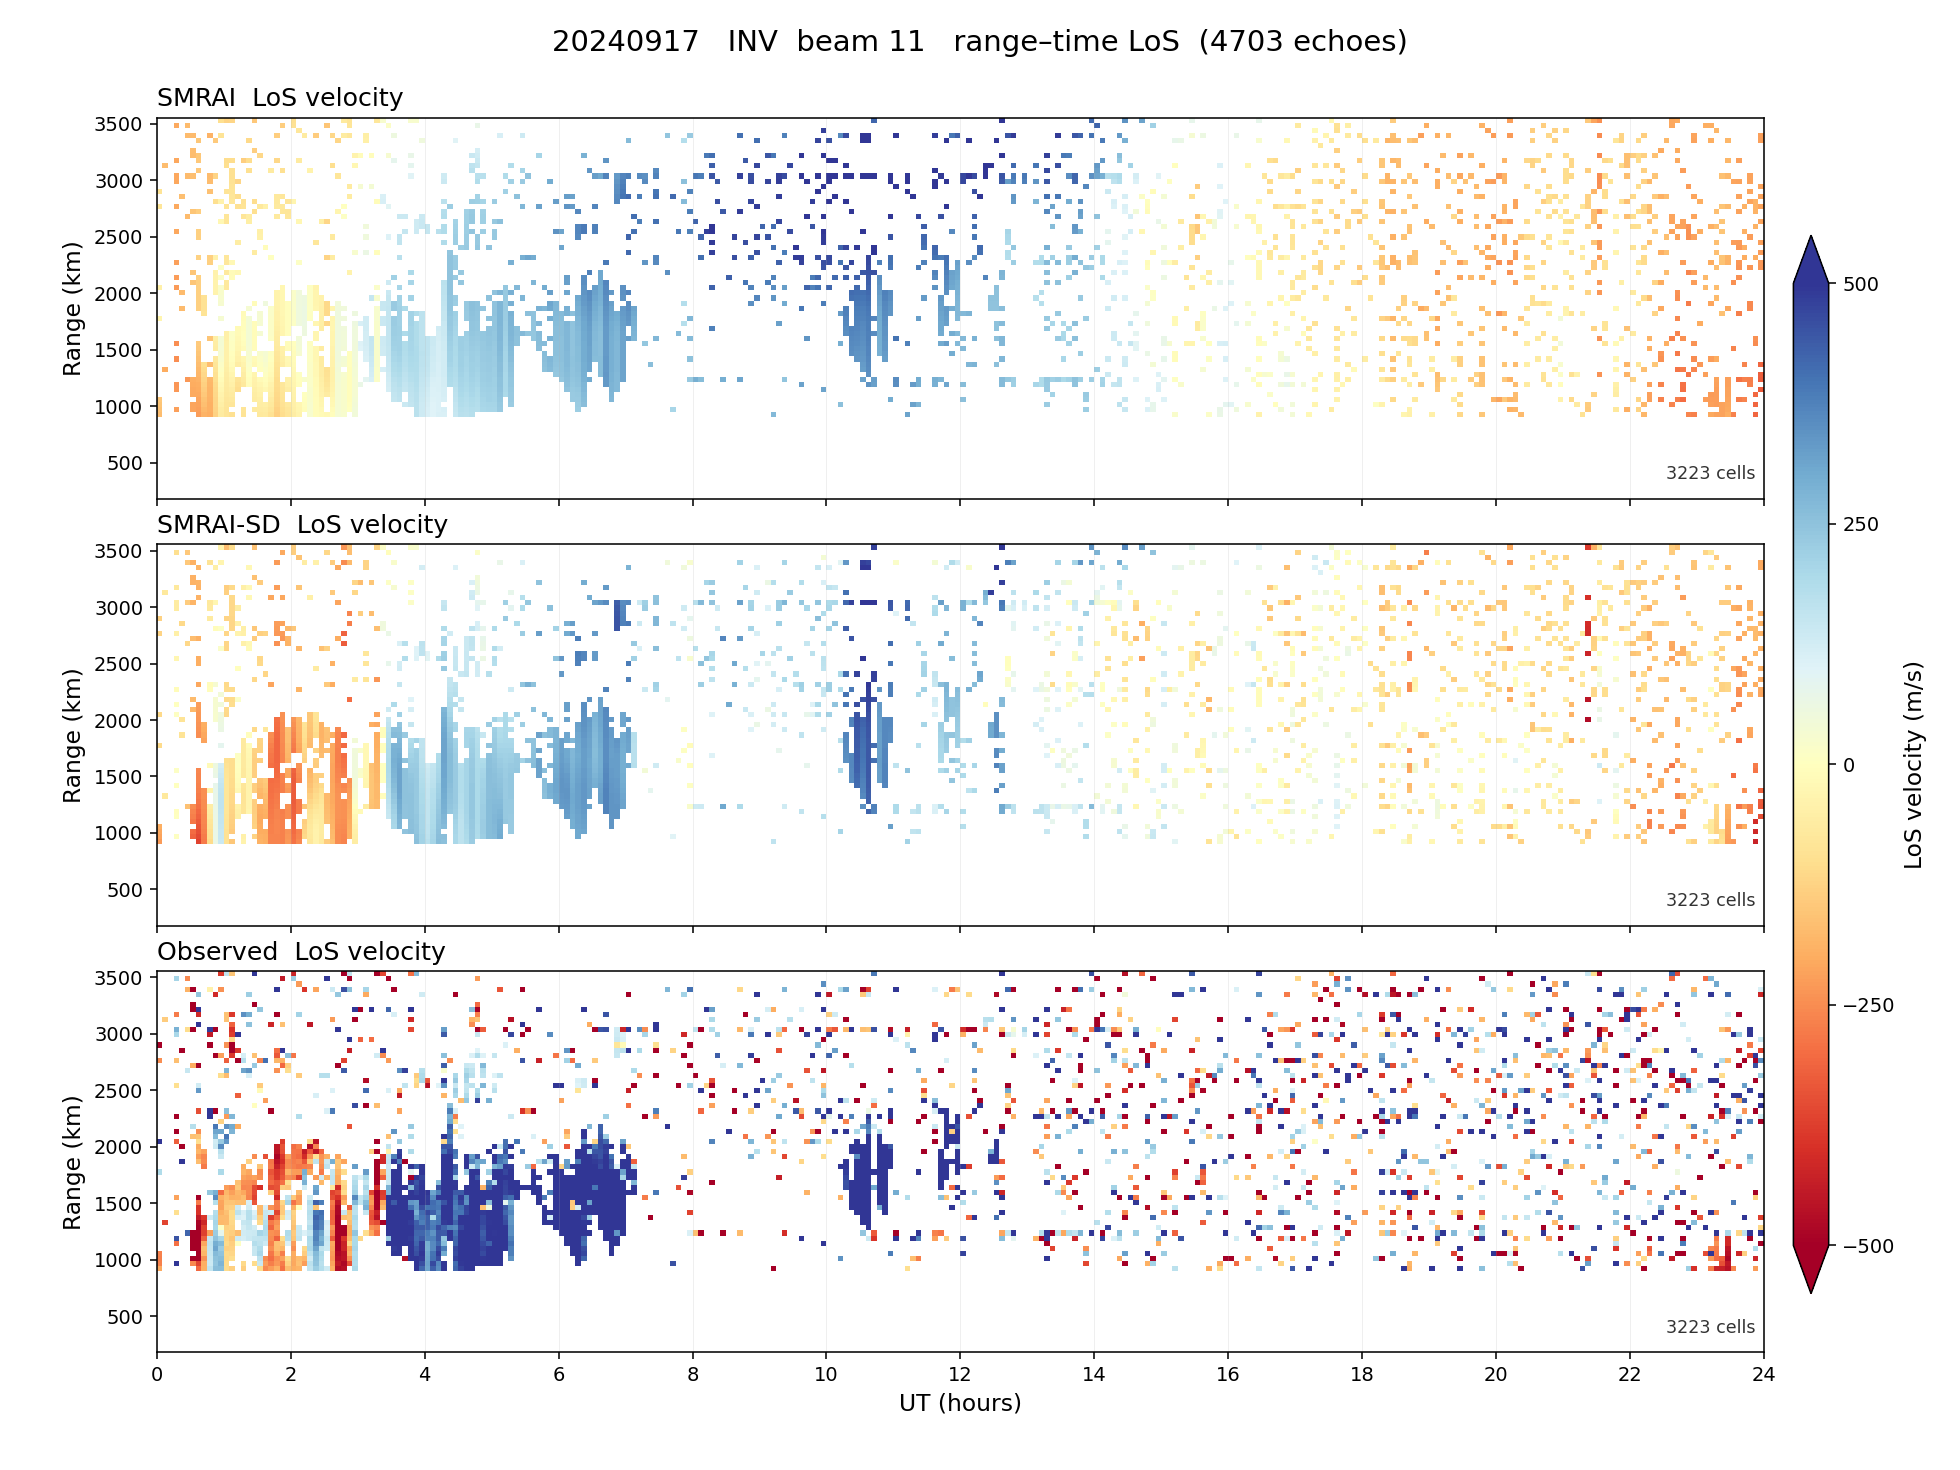 20240917   INV  beam 11   range–time LoS  (4703 echoes)
SMRAI  LoS velocity
3500
3000
2500
2000
1500
1000
500
Range (km)
3223 cells
SMRAI-SD  LoS velocity
3500
3000
2500
2000
1500
1000
500
Range (km)
3223 cells
Observed  LoS velocity
3500
3000
2500
2000
1500
1000
500
Range (km)
3223 cells
0 2 4 6 8 10 12 14 16 18 20 22 24
UT (hours)
500
250
0
−250
−500
LoS velocity (m/s)